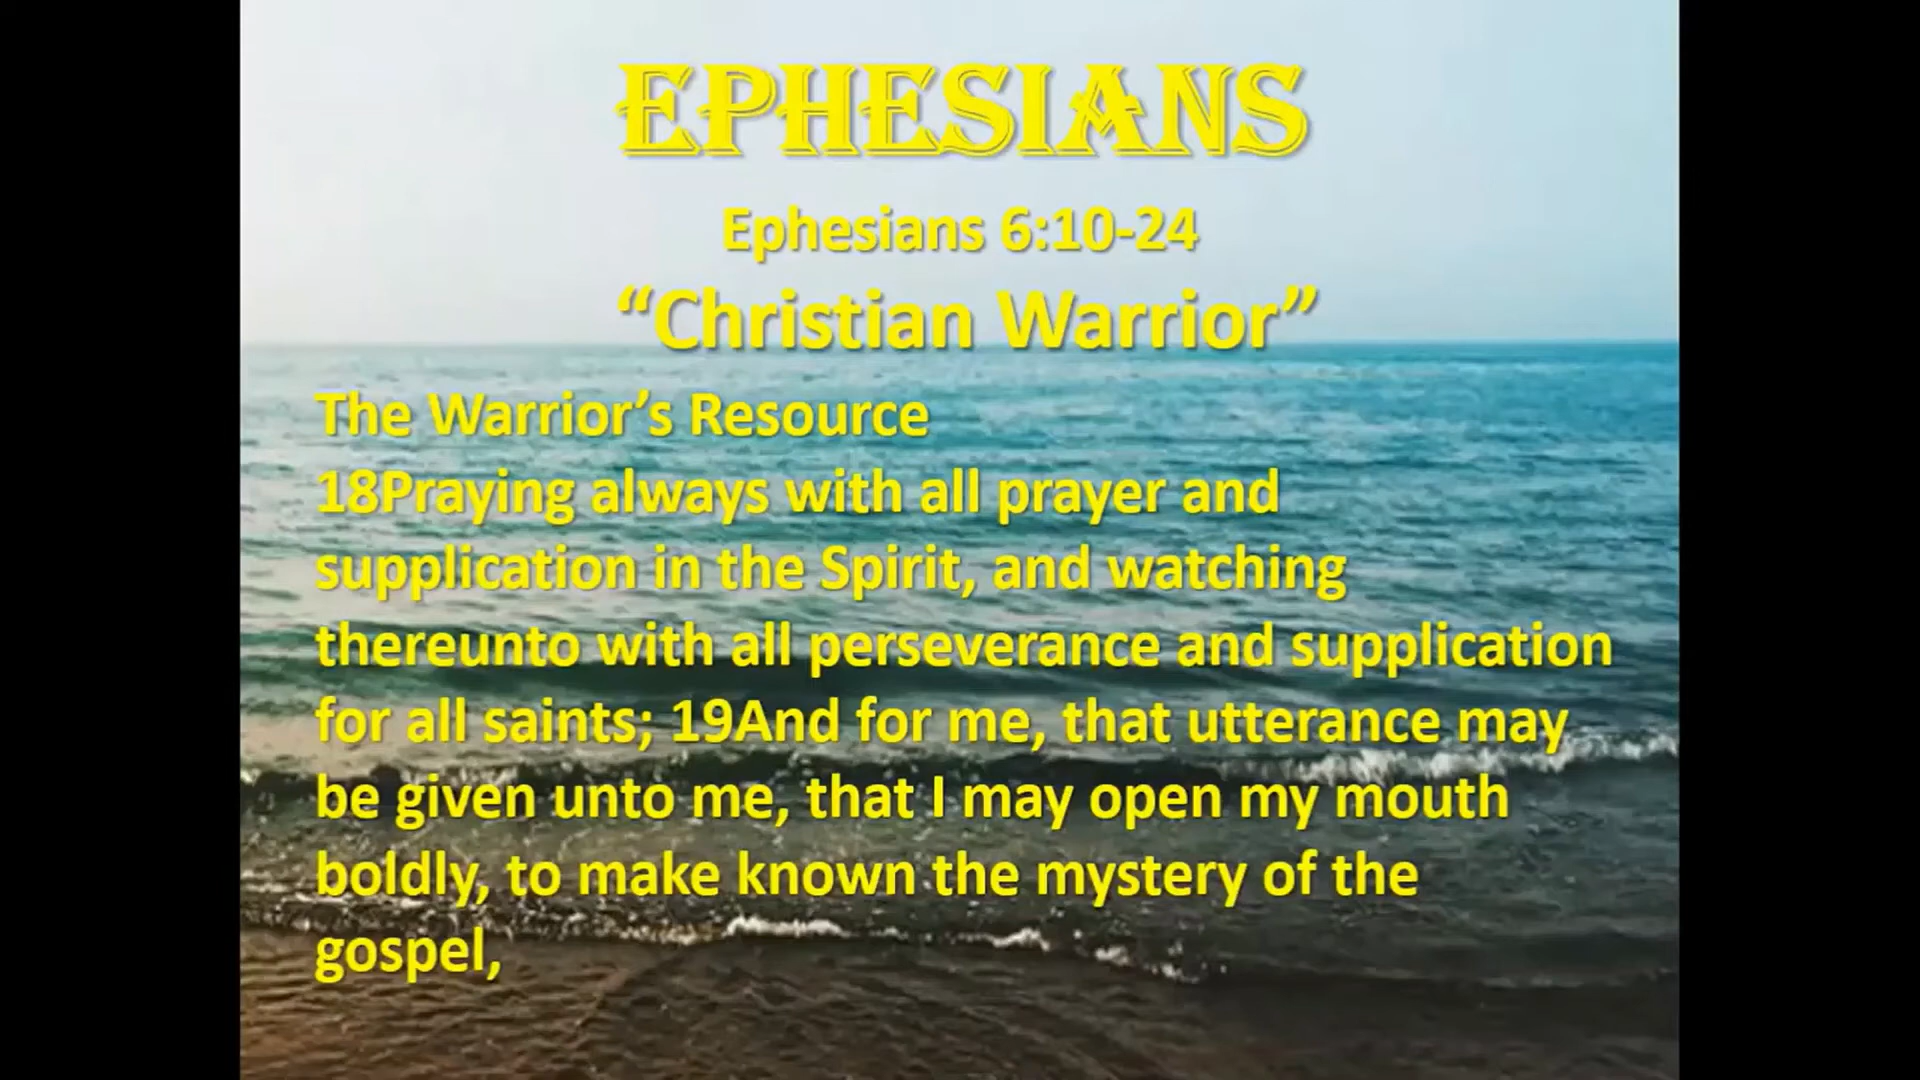 EPHESIANS
Ephesians 6:10-24
“Christian Warrior”
The Warrior’s Resource
18Praying always with all prayer and
supplication in the Spirit, and watching
thereunto with all perseverance and supplication
for all saints; 19And for me, that utterance may
be given unto me, that I may open my mouth
boldly, to make known the mystery of the
gospel,